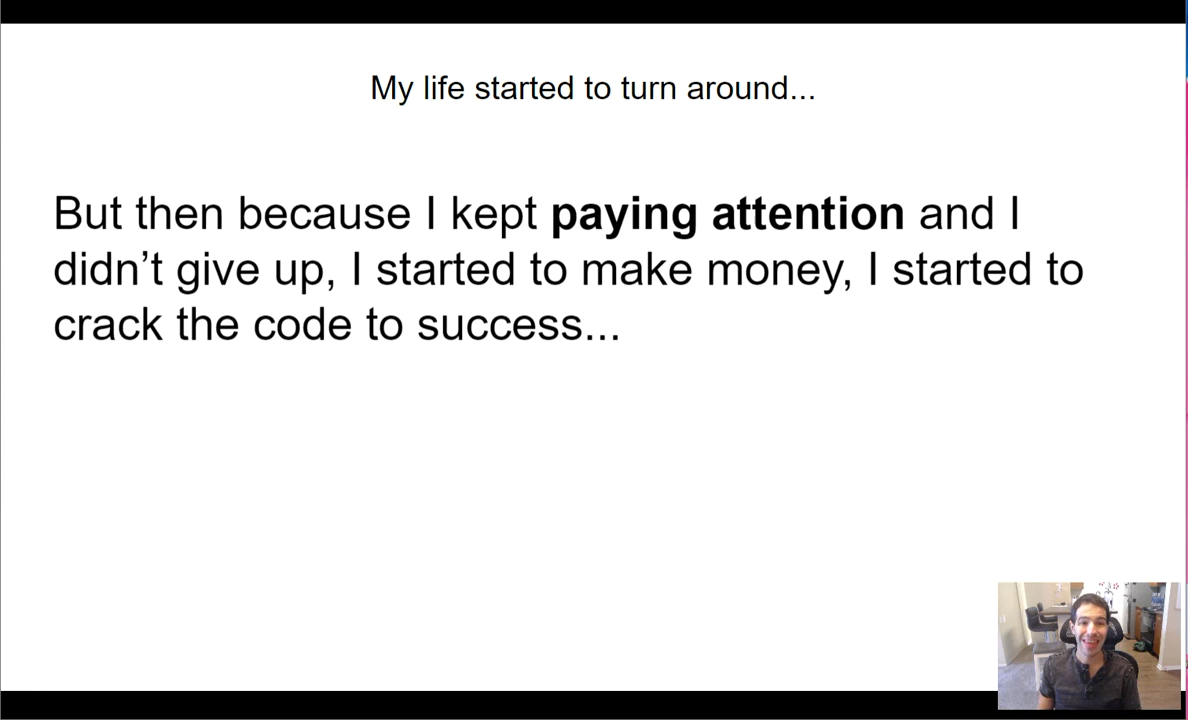 My life started to turn around...
But then because I kept paying attention and I
didn’t give up, I started to make money, I started to
crack the code to success...